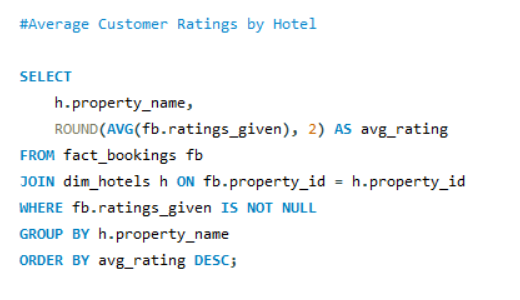 #Average Customer Ratings by Hotel
SELECT
h.property_name,
ROUND(AVG(fb.ratings_given), 2) AS avg_rating
FROM fact_bookings fb
JOIN dim_hotels h ON fb.property_id = h.property_id
WHERE fb.ratings_given IS NOT NULL
GROUP BY h.property_name
ORDER BY avg_rating DESC;